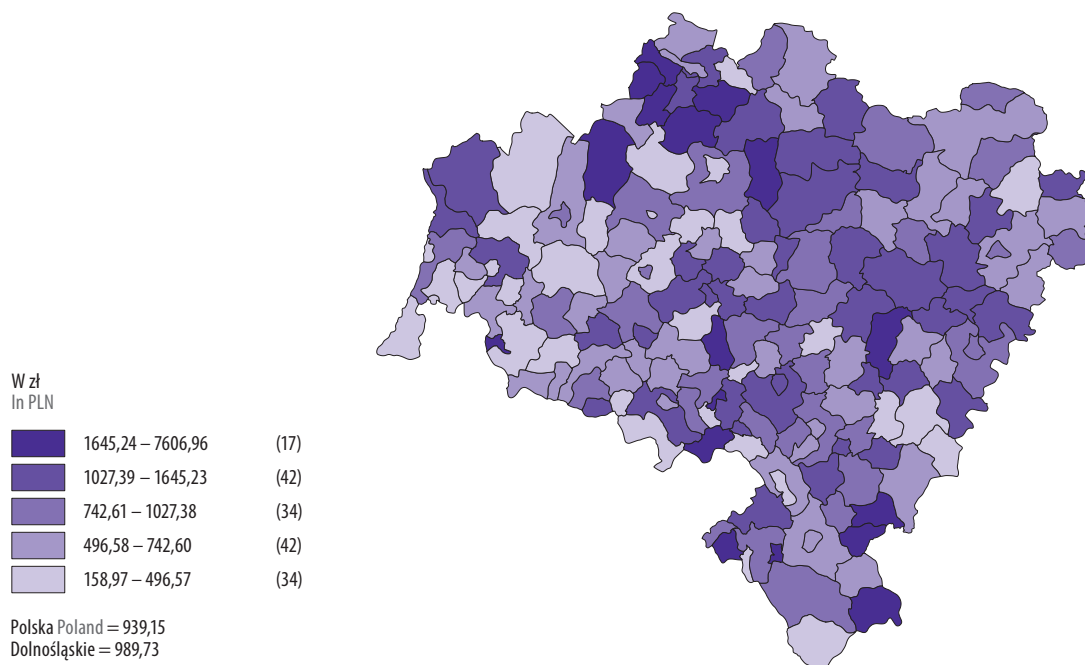 W zł
In PLN
1645,24 – 7606,96 (17)
1027,39 – 1645,23 (42)
742,61 – 1027,38 (34)
496,58 – 742,60 (42)
158,97 – 496,57 (34)
Polska Poland = 939,15
Dolnośląskie = 989,73